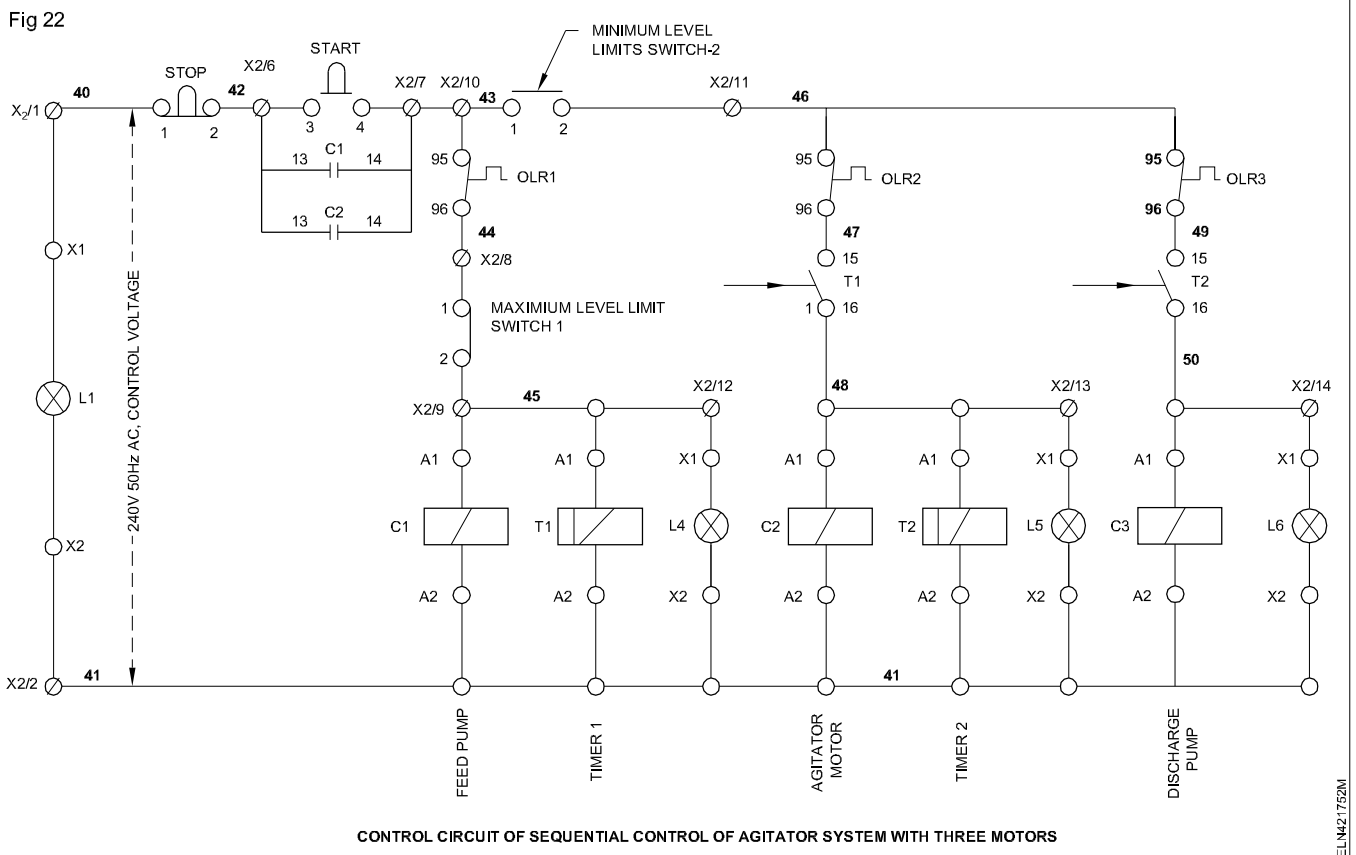 Fig 22
MINIMUM LEVEL
LIMITS SWITCH-2
START
STOP
X2/6
X2/7
X2/10
X2/11
40
42
43
46
X2/1
1
2
3
4
1
2
13
C1
14
13
C2
14
95
OLR1
96
44
X2/8
1
MAXIMIUM LEVEL LIMIT
SWITCH 1
2
95
OLR2
96
47
15
T1
1
16
95
OLR3
96
49
15
T2
16
50
X1
L1
X2
240V 50Hz AC, CONTROL VOLTAGE
X2/9
45
X2/12
48
X2/13
X2/14
A1
A1
X1
A1
A1
X1
A1
X1
C1
T1
L4
C2
T2
L5
C3
L6
A2
A2
X2
A2
A2
X2
A2
X2
X2/2
41
41
FEED PUMP
TIMER 1
AGITATOR
MOTOR
TIMER 2
DISCHARGE
PUMP
CONTROL CIRCUIT OF SEQUENTIAL CONTROL OF AGITATOR SYSTEM WITH THREE MOTORS
ELN421752M